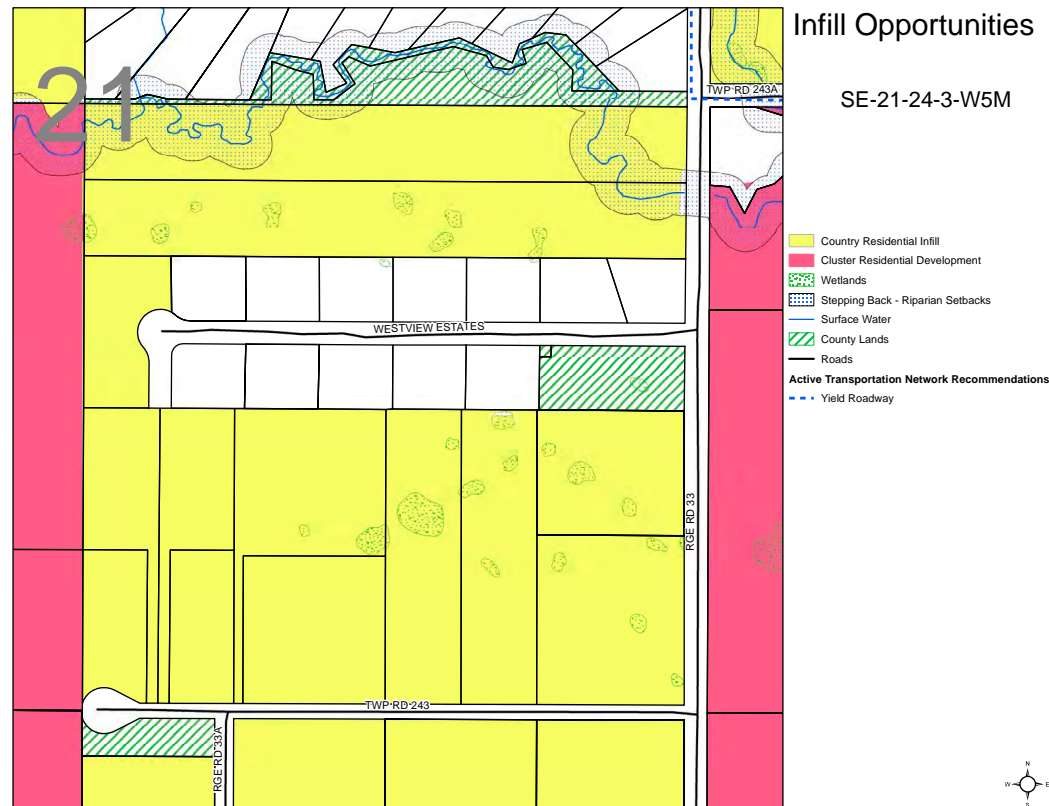 Infill Opportunities
SE-21-24-3-W5M
21
TWP RD 243A
WESTVIEW ESTATES
RGE RD 33
TWP RD 243
RGE RD 33A
Country Residential Infill
Cluster Residential Development
Wetlands
Stepping Back - Riparian Setbacks
Surface Water
County Lands
Roads
Active Transportation Network Recommendations
Yield Roadway
N
W E
S